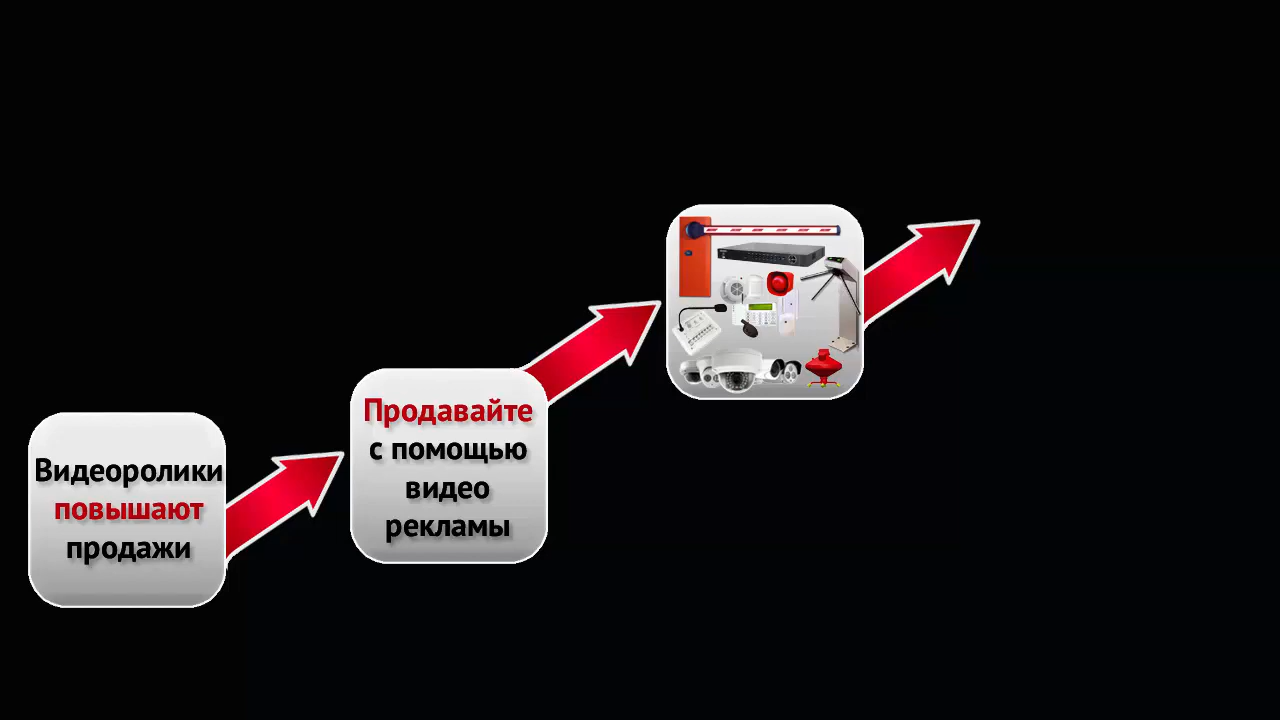 Видеоролики
повышают
продажи
Продавайте
с помощью
видео
рекламы